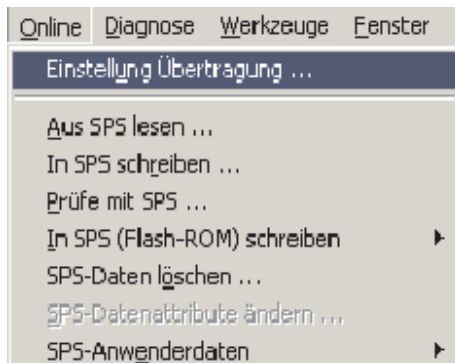 Online Diagnose Werkzeuge Fenster
Einstellung Übertragung ...
Aus SPS lesen ...
In SPS schreiben ...
Prüfe mit SPS ...
In SPS (Flash-ROM) schreiben
SPS-Daten löschen ...
SPS-Datenattribute ändern ...
SPS-Anwenderdaten